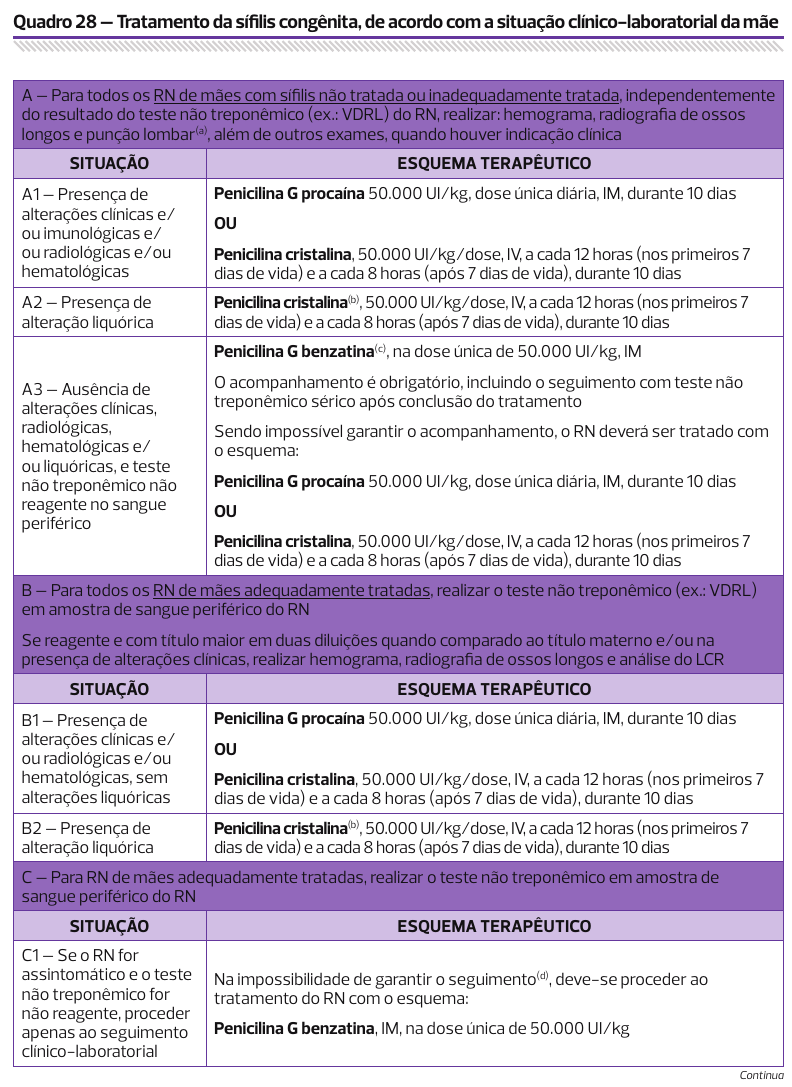 Quadro 28 — Tratamento da sífilis congênita, de acordo com a situação clínico-laboratorial da mãe
A — Para todos os RN de mães com sífilis não tratada ou inadequadamente tratada, independentemente
do resultado do teste não treponêmico (ex.: VDRL) do RN, realizar: hemograma, radiografia de ossos
longos e punção lombar(a), além de outros exames, quando houver indicação clínica
SITUAÇÃO
ESQUEMA TERAPÊUTICO
A1 — Presença de
alterações clínicas e/
ou imunológicas e/
ou radiológicas e/ou
hematológicas
Penicilina G procaína 50.000 UI/kg, dose única diária, IM, durante 10 dias
OU
Penicilina cristalina, 50.000 UI/kg/dose, IV, a cada 12 horas (nos primeiros 7
dias de vida) e a cada 8 horas (após 7 dias de vida), durante 10 dias
A2 — Presença de
alteração liquórica
Penicilina cristalina(b), 50.000 UI/kg/dose, IV, a cada 12 horas (nos primeiros 7
dias de vida) e a cada 8 horas (após 7 dias de vida), durante 10 dias
A3 — Ausência de
alterações clínicas,
radiológicas,
hematológicas e/
ou liquóricas, e teste
não treponêmico não
reagente no sangue
periférico
Penicilina G benzatina(c), na dose única de 50.000 UI/kg, IM
O acompanhamento é obrigatório, incluindo o seguimento com teste não
treponêmico sérico após conclusão do tratamento
Sendo impossível garantir o acompanhamento, o RN deverá ser tratado com
o esquema:
Penicilina G procaína 50.000 UI/kg, dose única diária, IM, durante 10 dias
OU
Penicilina cristalina, 50.000 UI/kg/dose, IV, a cada 12 horas (nos primeiros 7
dias de vida) e a cada 8 horas (após 7 dias de vida), durante 10 dias
B — Para todos os RN de mães adequadamente tratadas, realizar o teste não treponêmico (ex.: VDRL)
em amostra de sangue periférico do RN
Se reagente e com título maior em duas diluições quando comparado ao título materno e/ou na
presença de alterações clínicas, realizar hemograma, radiografia de ossos longos e análise do LCR
SITUAÇÃO
ESQUEMA TERAPÊUTICO
B1 — Presença de
alterações clínicas e/
ou radiológicas e/ou
hematológicas, sem
alterações liquóricas
Penicilina G procaína 50.000 UI/kg, dose única diária, IM, durante 10 dias
OU
Penicilina cristalina, 50.000 UI/kg/dose, IV, a cada 12 horas (nos primeiros 7
dias de vida) e a cada 8 horas (após 7 dias de vida), durante 10 dias
B2 — Presença de
alteração liquórica
Penicilina cristalina(b), 50.000 UI/kg/dose, IV, a cada 12 horas (nos primeiros 7
dias de vida) e a cada 8 horas (após 7 dias de vida), durante 10 dias
C — Para RN de mães adequadamente tratadas, realizar o teste não treponêmico em amostra de
sangue periférico do RN
SITUAÇÃO
ESQUEMA TERAPÊUTICO
C1 — Se o RN for
assintomático e o teste
não treponêmico for
não reagente, proceder
apenas ao seguimento
clínico-laboratorial
Na impossibilidade de garantir o seguimento(d), deve-se proceder ao
tratamento do RN com o esquema:
Penicilina G benzatina, IM, na dose única de 50.000 UI/kg
Continua